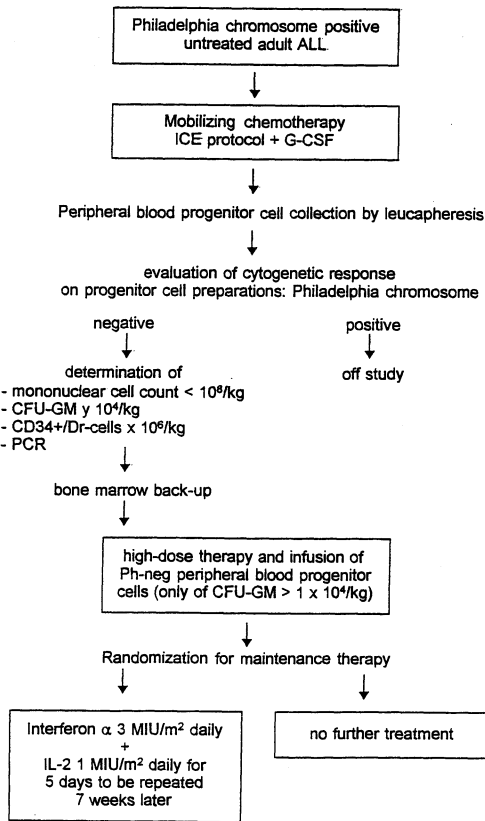 Philadelphia chromosome positive
untreated adult ALL
Mobilizing chemotherapy
ICE protocol + G-CSF
Peripheral blood progenitor cell collection by leucapheresis
evaluation of cytogenetic response
on progenitor cell preparations: Philadelphia chromosome
negative
positive
determination of
off study
- mononuclear cell count < 10⁸/kg
- CFU-GM y 10⁴/kg
- CD34+/Dr-cells x 10⁶/kg
- PCR
bone marrow back-up
high-dose therapy and infusion of
Ph-neg peripheral blood progenitor
cells (only of CFU-GM > 1 x 10⁴/kg)
Randomization for maintenance therapy
Interferon α 3 MIU/m² daily
+
IL-2 1 MIU/m² daily for
5 days to be repeated
7 weeks later
no further treatment